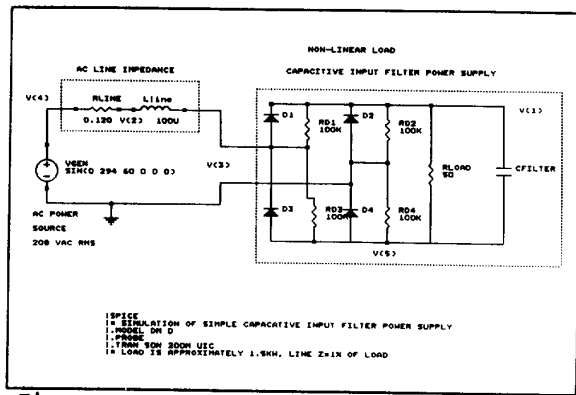 NON-LINEAR LOAD
AC LINE IMPEDANCE
CAPACITIVE INPUT FILTER POWER SUPPLY
V(4)
RLINE
Lline
0.120
V(2)
100U
V(1)
D1
RD1
100K
D2
RD2
100K
V(3)
VGEN
SIN(0 294 60 0 0 0)
RLOAD
50
CFILTER
D3
RD3
100K
D4
RD4
100K
AC POWER
SOURCE
208 VAC RMS
V(5)
|SPICE
|* SIMULATION OF SIMPLE CAPACATIVE INPUT FILTER POWER SUPPLY
|.MODEL DM D
|.PROBE
|.TRAN 50N 200M UIC
|* LOAD IS APPROXIMATELY 1.5KW, LINE Z=1% OF LOAD